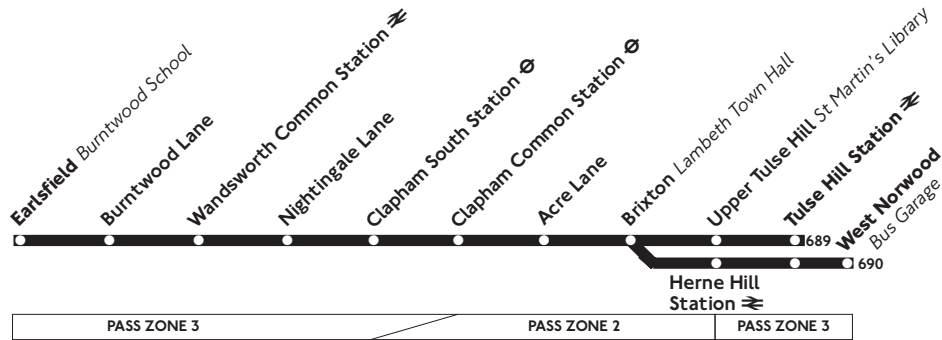 Earlsfield Burntwood School
Burntwood Lane
Wandsworth Common Station
Nightingale Lane
Clapham South Station
Clapham Common Station
Acre Lane
Brixton Lambeth Town Hall
Upper Tulse Hill St Martin's Library
Tulse Hill Station
689
West Norwood
Bus Garage
690
Herne Hill
Station
PASS ZONE 3
PASS ZONE 2
PASS ZONE 3